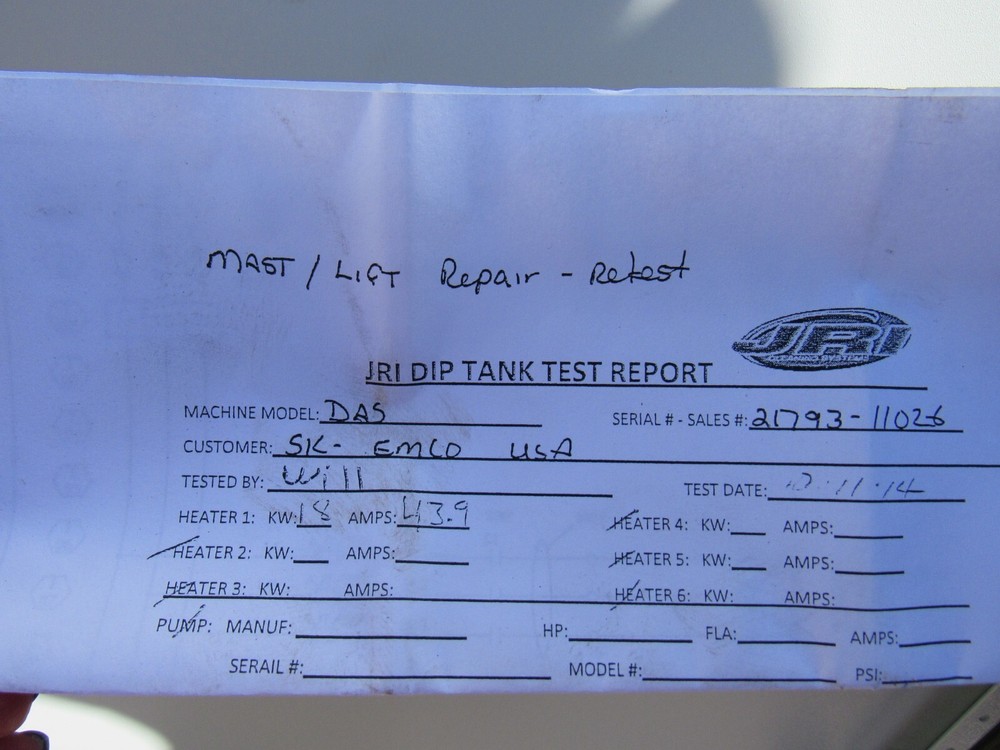 MAST / LIFT Repair - Retest
JRI
CLEANING SYSTEMS
JRI DIP TANK TEST REPORT
MACHINE MODEL: DAS SERIAL # - SALES #: 21793-11026
CUSTOMER: SK- EMCO USA
TESTED BY: Will TEST DATE: 11-14
HEATER 1: KW: 18 AMPS: 43.9 HEATER 4: KW: AMPS:
HEATER 2: KW: AMPS: HEATER 5: KW: AMPS:
HEATER 3: KW: AMPS: HEATER 6: KW: AMPS:
PUMP: MANUF: HP: FLA: AMPS:
SERAIL #: MODEL #: PSI: